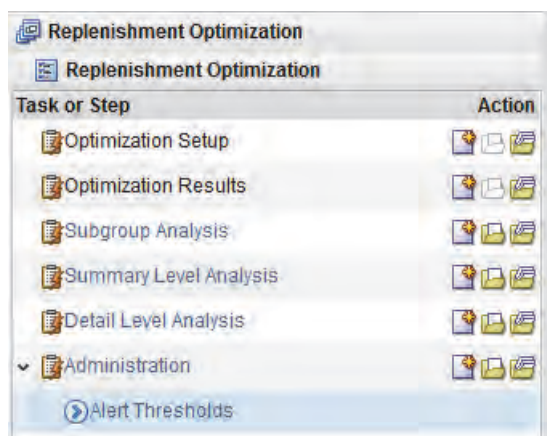 Replenishment Optimization
Replenishment Optimization
Task or Step Action
Optimization Setup
Optimization Results
Subgroup Analysis
Summary Level Analysis
Detail Level Analysis
Administration
Alert Thresholds